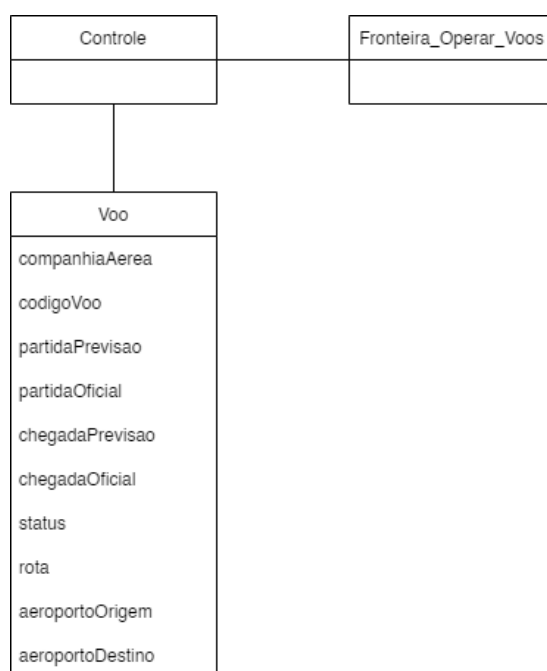 Controle
Fronteira_Operar_Voos
Voo
companhiaAerea
codigoVoo
partidaPrevisao
partidaOficial
chegadaPrevisao
chegadaOficial
status
rota
aeroportoOrigem
aeroportoDestino